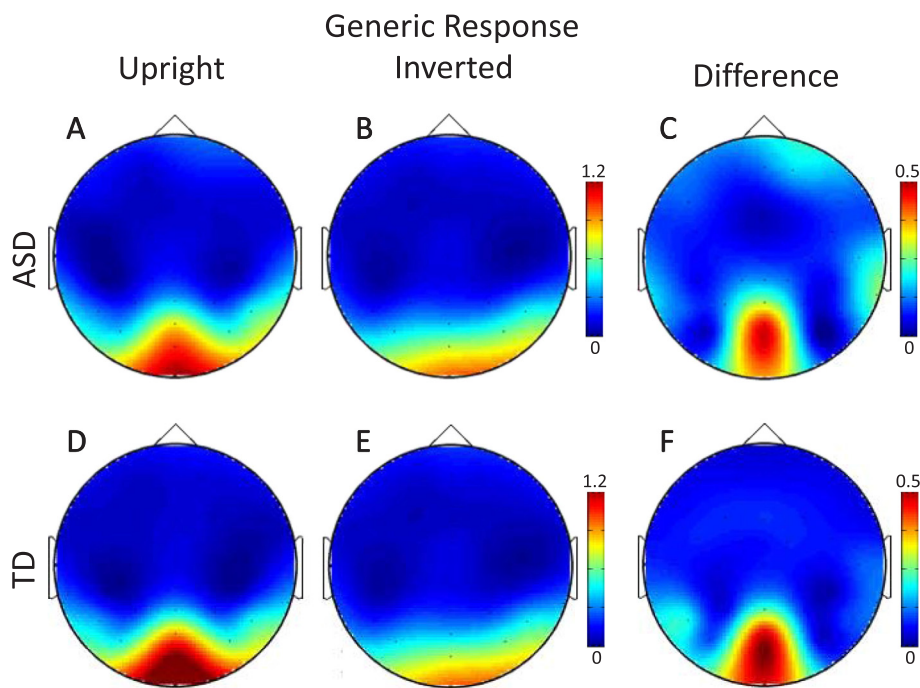 Generic Response
Upright Inverted Difference
A B C
ASD
1.2 0.5
0 0
D E F
TD
1.2 0.5
0 0